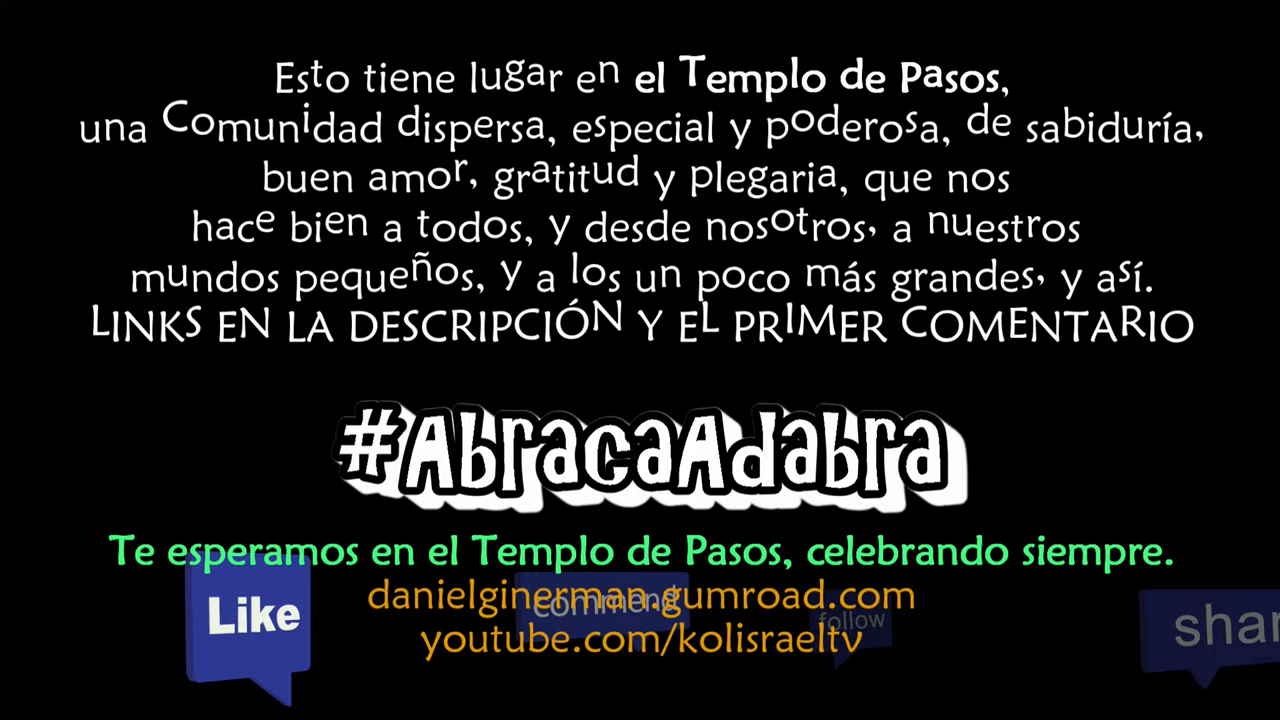 Esto tiene lugar en el Templo de Pasos,
una Comunidad dispersa, especial y poderosa, de sabiduría,
buen amor, gratitud y plegaria, que nos
hace bien a todos, y desde nosotros, a nuestros
mundos pequeños, y a los un poco más grandes, y así.
LINKS EN LA DESCRIPCIÓN Y EL PRIMER COMENTARIO
#AbracaAdabra
Te esperamos en el Templo de Pasos, celebrando siempre.
danielginerman.gumroad.com
youtube.com/kolisraeltv
Like
comment
follow
shar